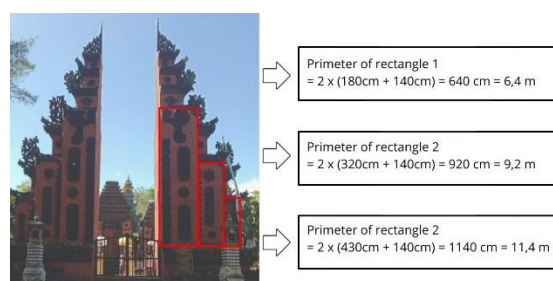 Primeter of rectangle 1
= 2 x (180cm + 140cm) = 640 cm = 6,4 m
Primeter of rectangle 2
= 2 x (320cm + 140cm) = 920 cm = 9,2 m
Primeter of rectangle 2
= 2 x (430cm + 140cm) = 1140 cm = 11,4 m